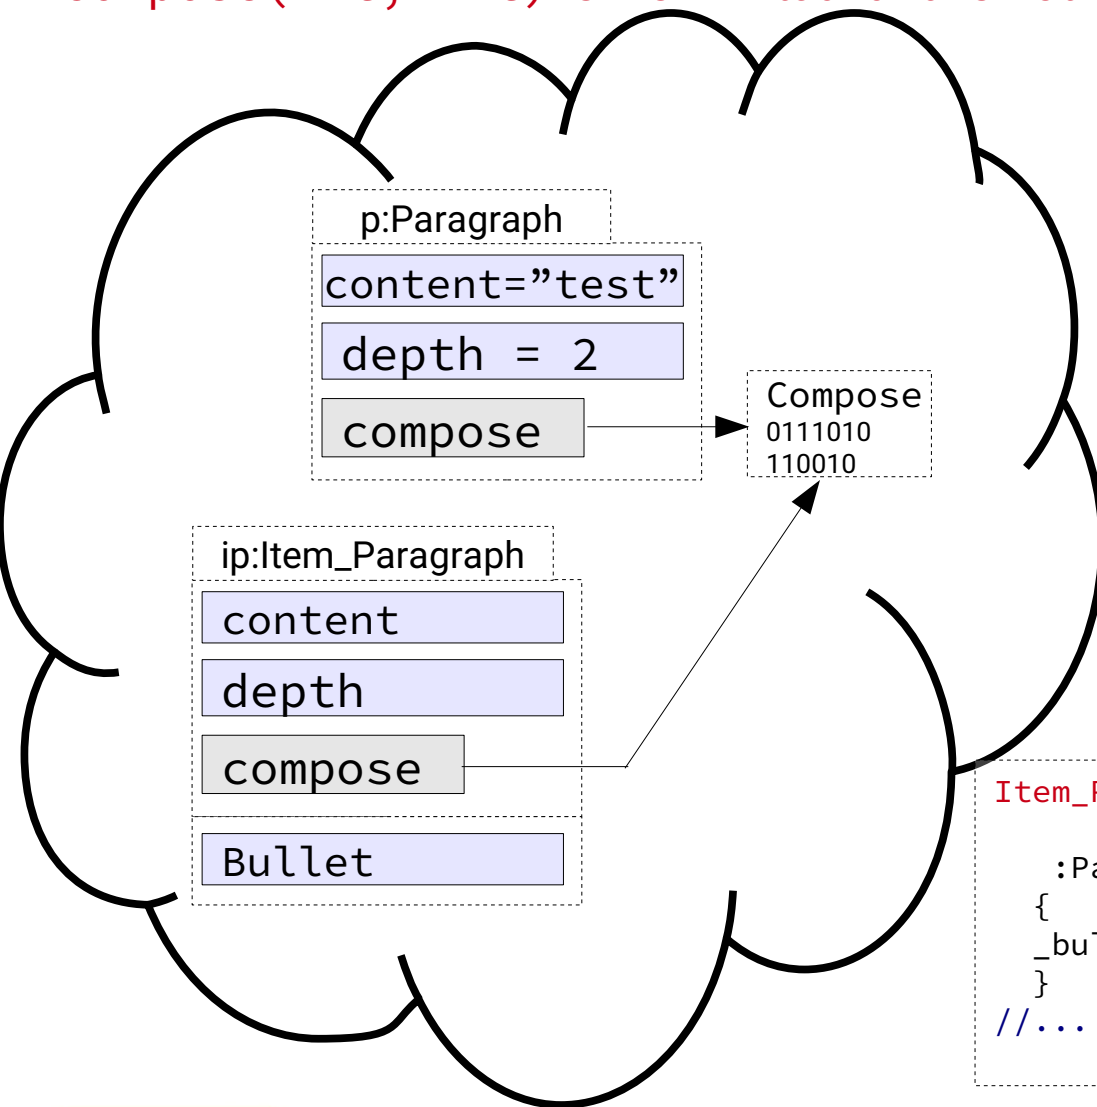 p:Paragraph
content=”test”
depth = 2
compose
Compose
0111010
110010
ip:Item_Paragraph
content
depth
compose
Bullet
{
}
//...